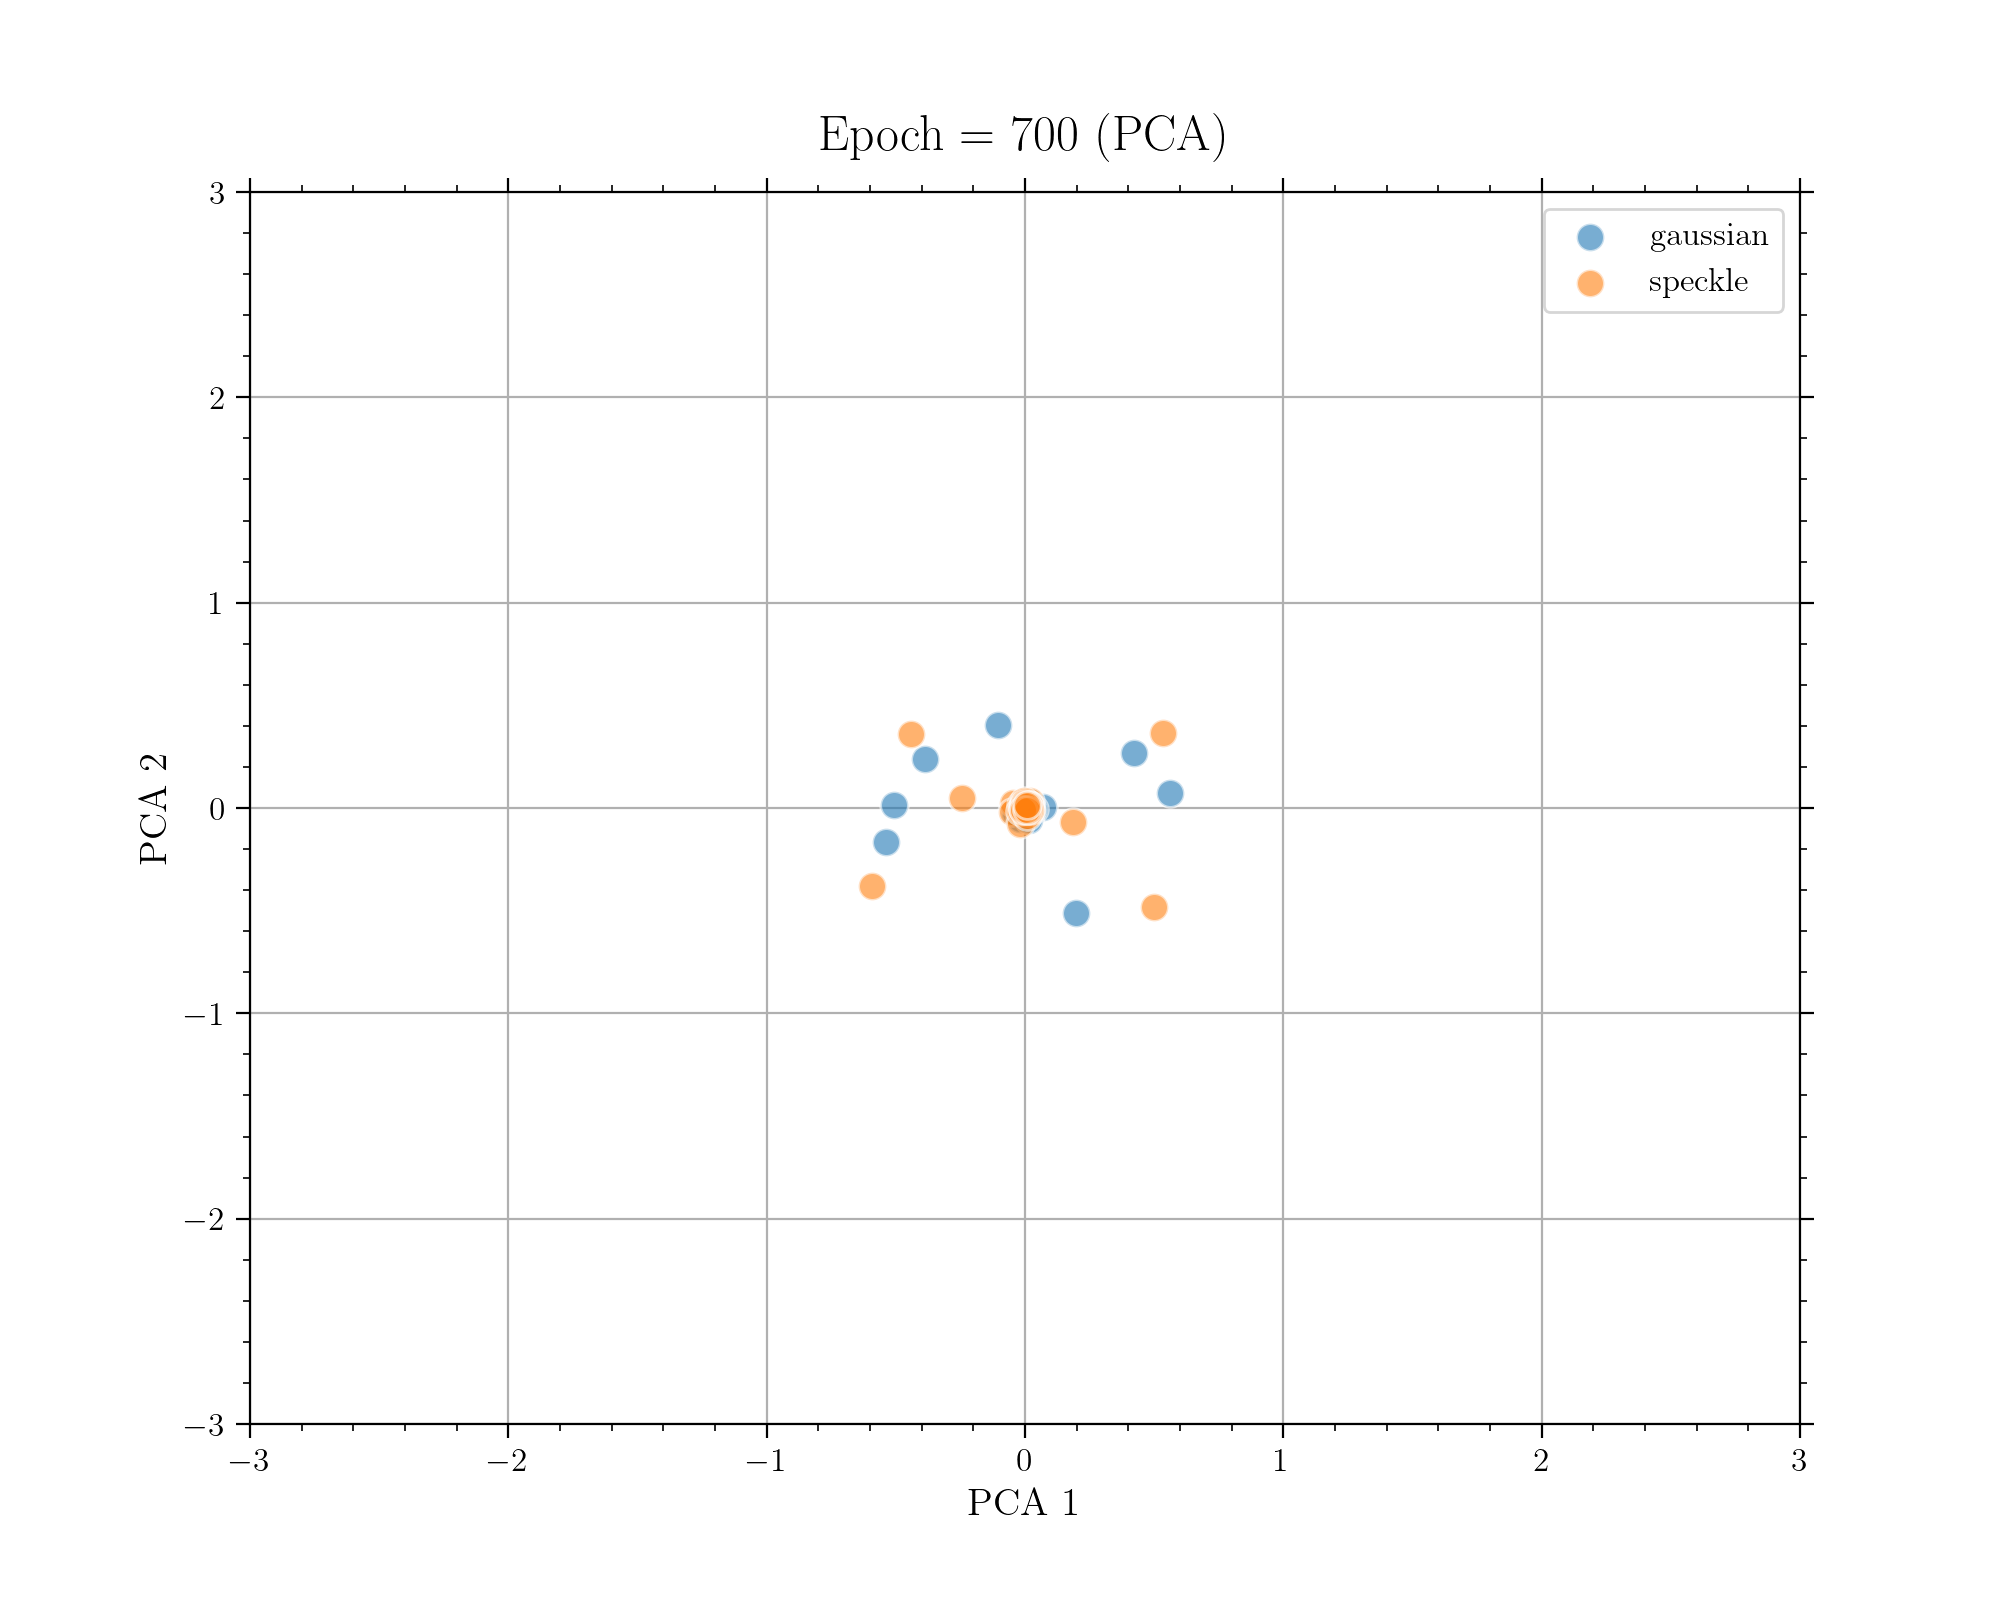 Epoch = 700 (PCA)
gaussian
speckle
3
2
1
0
−1
−2
−3
PCA 2
−3 −2 −1 0 1 2 3
PCA 1